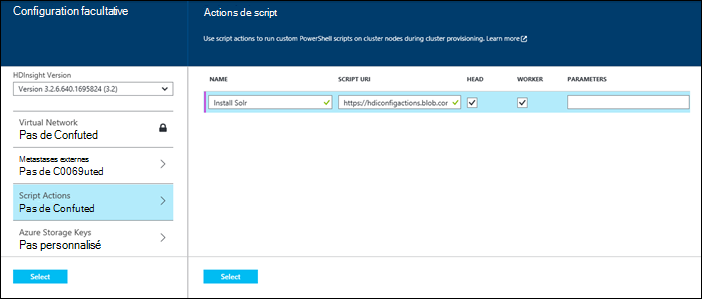 Configuration facultative
HDInsight Version
Version 3.2.6.640.1695824 (3.2)
Virtual Network
Pas de Confuted
Metastases externes
Pas de C0069uted
Script Actions
Pas de Confuted
Azure Storage Keys
Pas personnalisé
Select
Actions de script
Use script actions to run custom PowerShell scripts on cluster nodes during cluster provisioning. Learn more
NAME SCRIPT URI HEAD WORKER PARAMETERS
Install Solr https://hdiconfigactions.blob.cor
Select